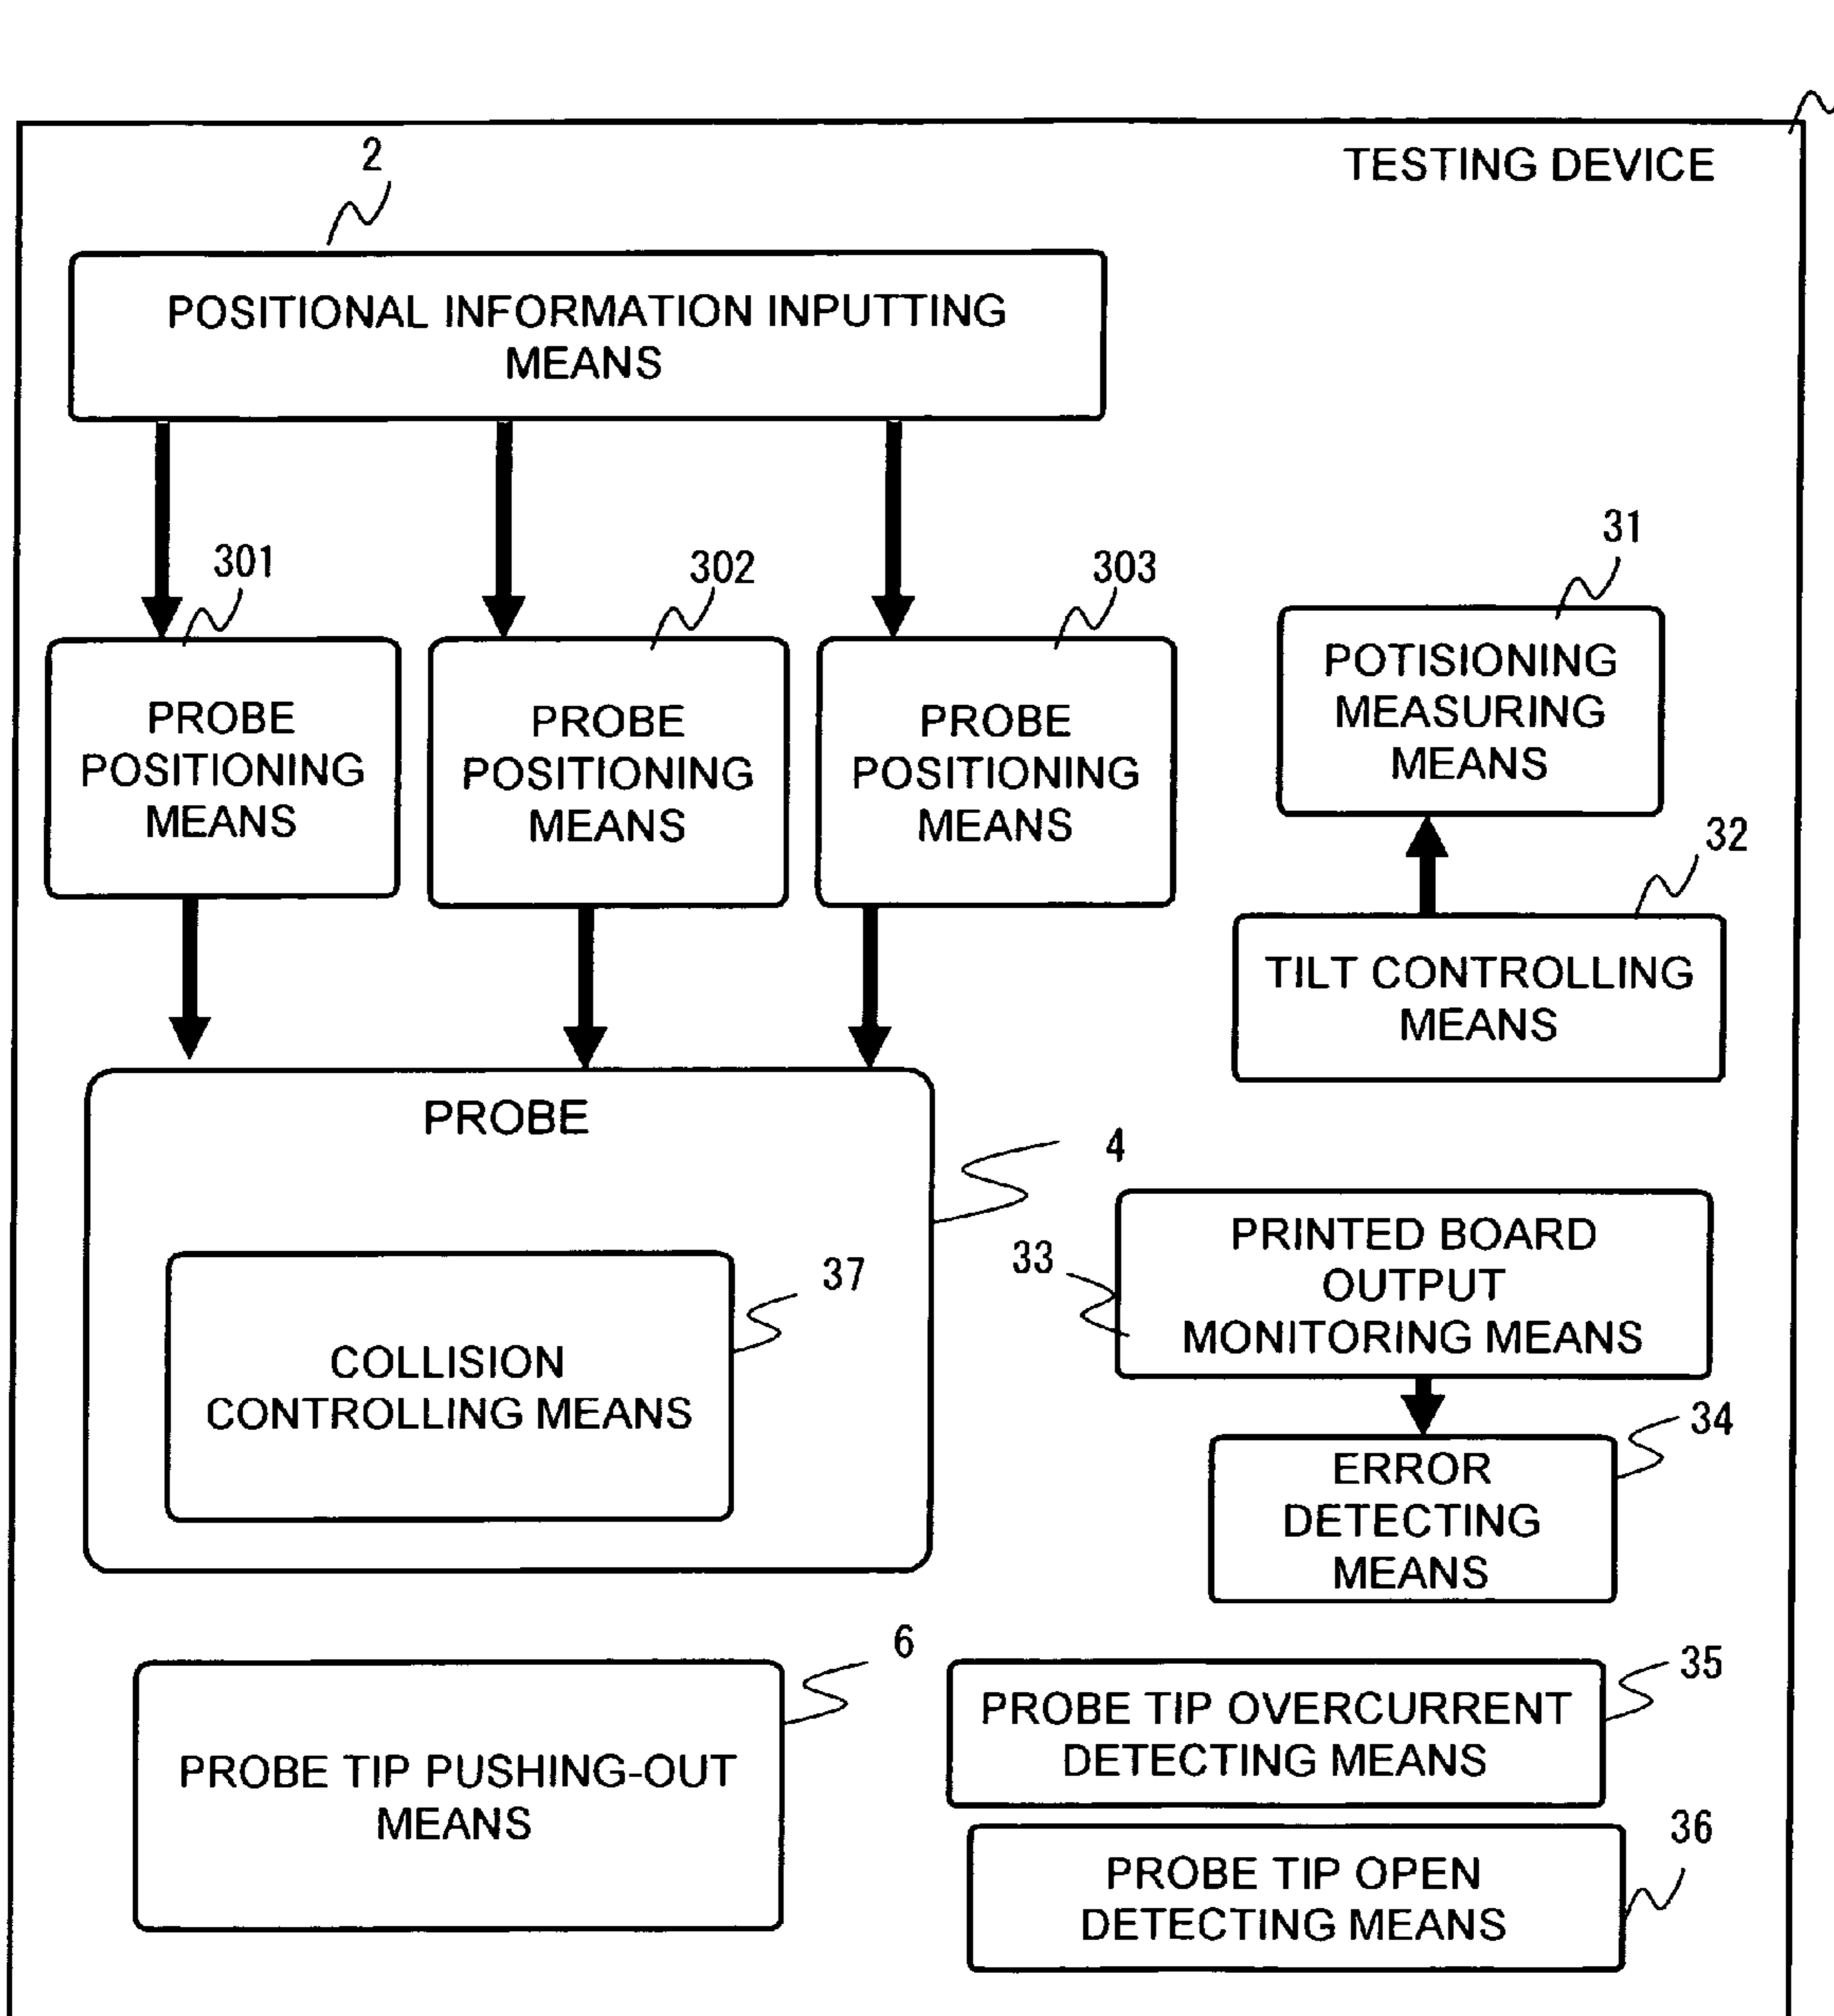 TESTING DEVICE
2
POSITIONAL INFORMATION INPUTTING
MEANS
301
PROBE
POSITIONING
MEANS
302
PROBE
POSITIONING
MEANS
303
PROBE
POSITIONING
MEANS
31
POTISIONING
MEASURING
MEANS
32
TILT CONTROLLING
MEANS
PROBE
4
37
COLLISION
CONTROLLING MEANS
33
PRINTED BOARD
OUTPUT
MONITORING MEANS
34
ERROR
DETECTING
MEANS
6
PROBE TIP PUSHING-OUT
MEANS
35
PROBE TIP OVERCURRENT
DETECTING MEANS
36
PROBE TIP OPEN
DETECTING MEANS